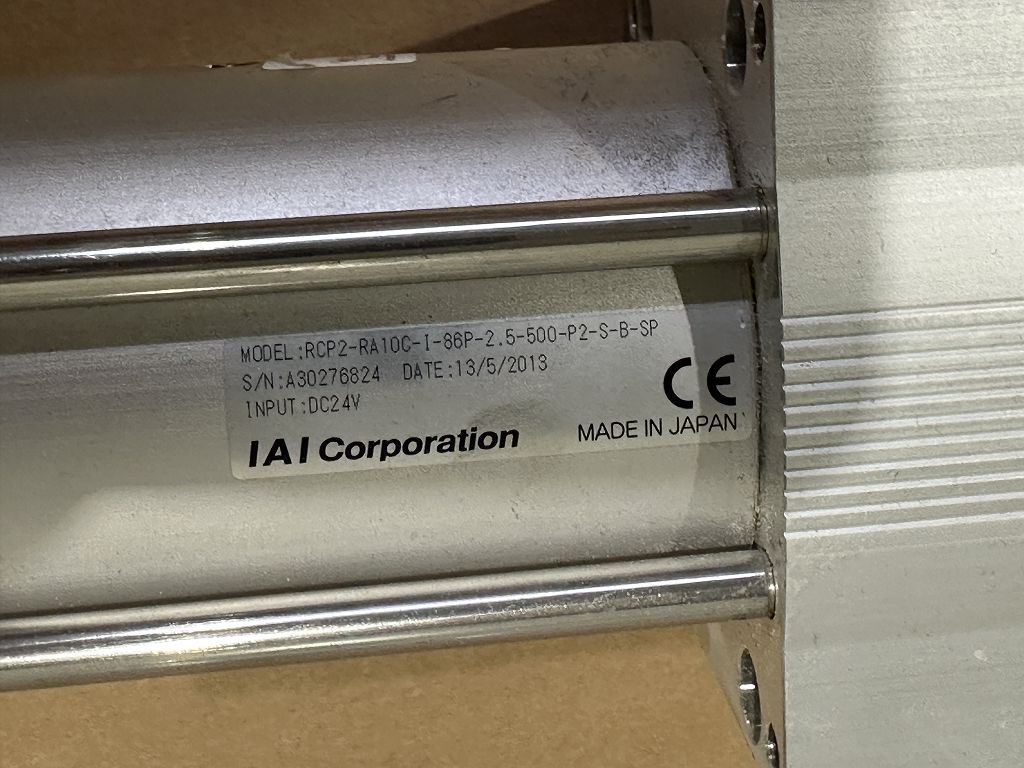 MODEL:RCP2-RA10C-I-86P-2.5-500-P2-S-B-SP
S/N:A30276824 DATE:13/5/2013
INPUT:DC24V
CE
IAI Corporation
MADE IN JAPAN